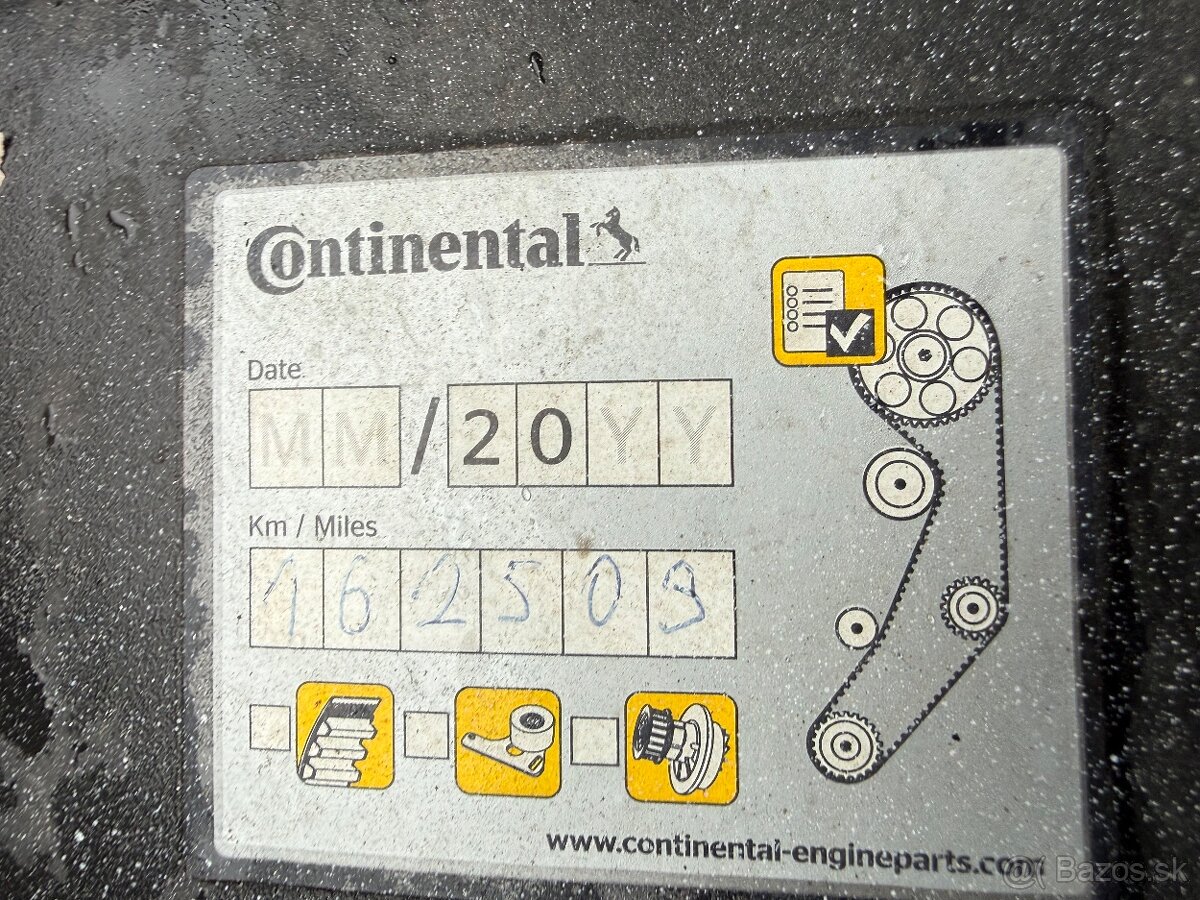 Continental
Date
MM/20YY
Km / Miles
162509
www.continental-engineparts.com
@ Bazos.sk